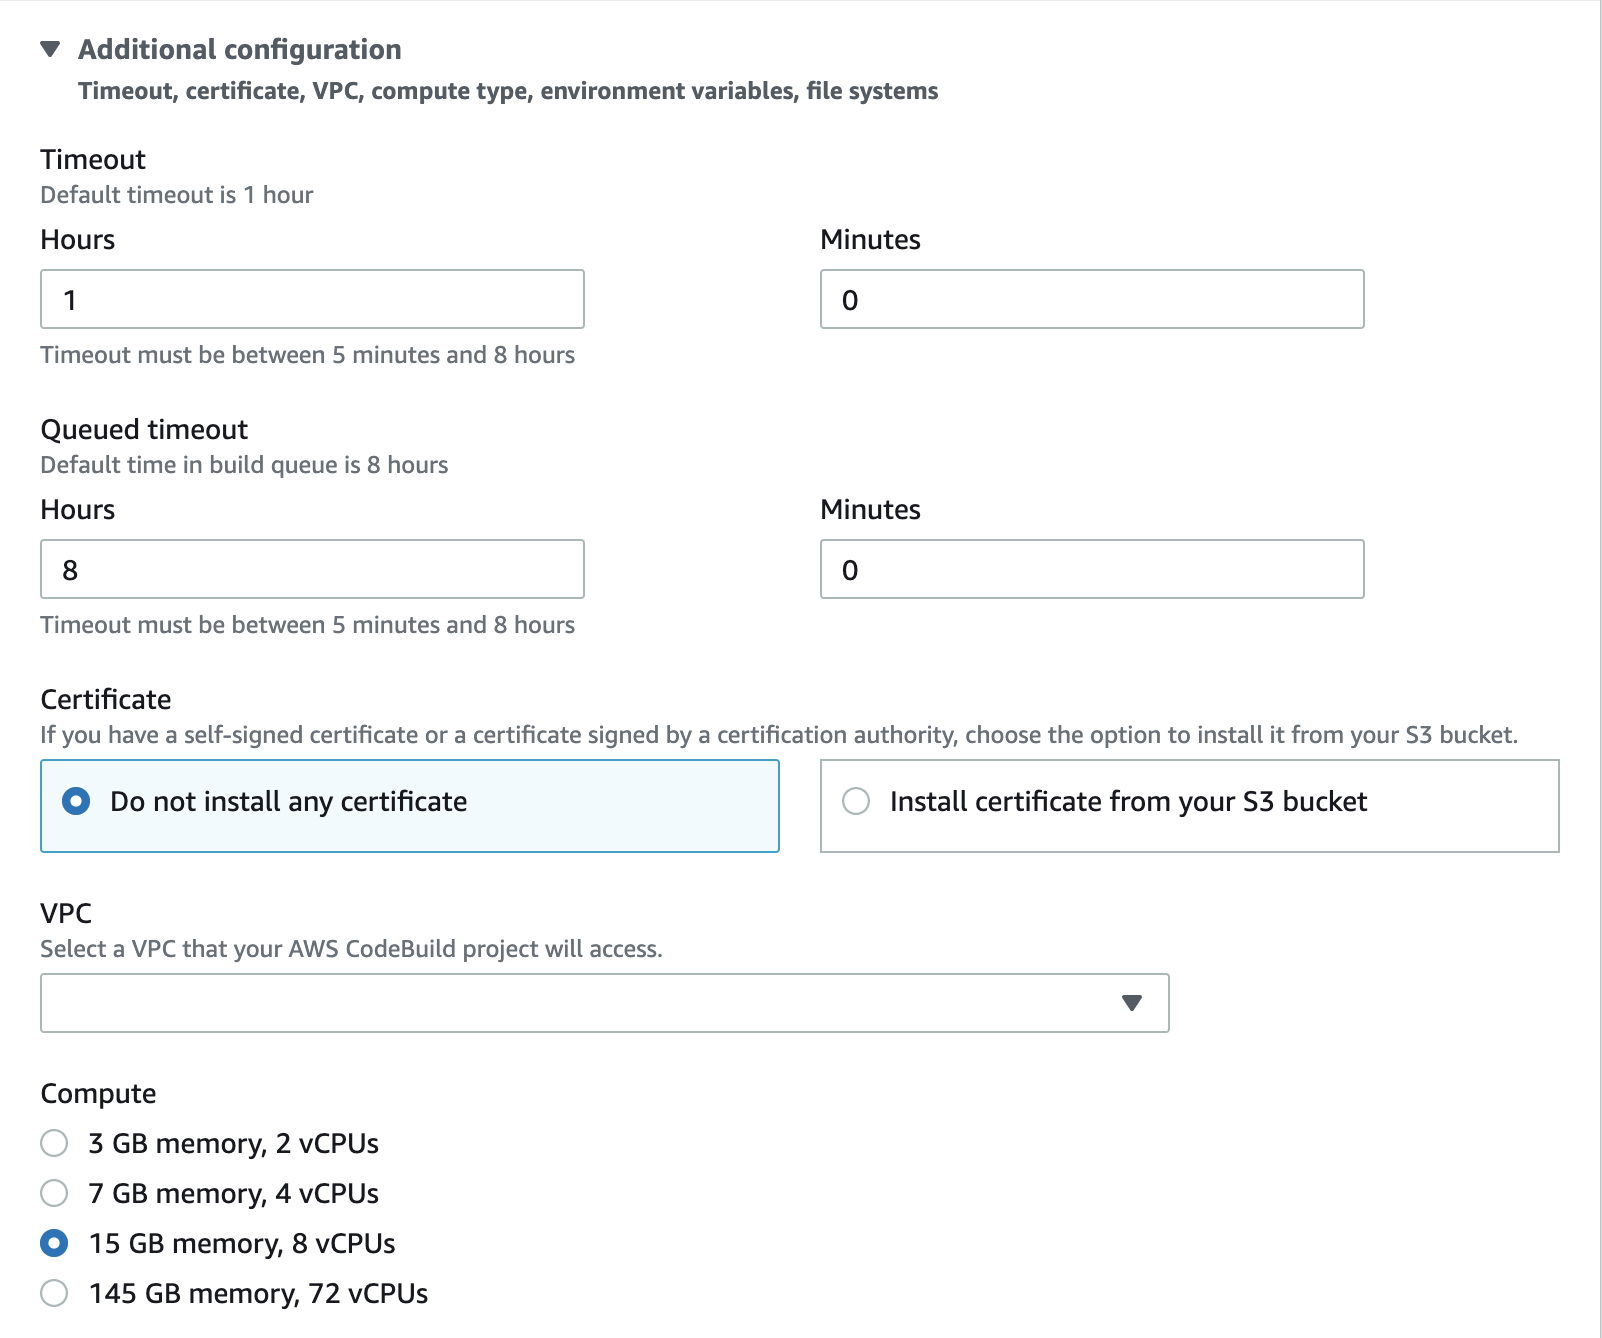 Additional configuration
Timeout, certificate, VPC, compute type, environment variables, file systems
Timeout
Default timeout is 1 hour
Hours
Minutes
1
0
Timeout must be between 5 minutes and 8 hours
Queued timeout
Default time in build queue is 8 hours
Hours
Minutes
8
0
Timeout must be between 5 minutes and 8 hours
Certificate
If you have a self-signed certificate or a certificate signed by a certification authority, choose the option to install it from your S3 bucket.
Do not install any certificate
Install certificate from your S3 bucket
VPC
Select a VPC that your AWS CodeBuild project will access.
Compute
3 GB memory, 2 vCPUs
7 GB memory, 4 vCPUs
15 GB memory, 8 vCPUs
145 GB memory, 72 vCPUs